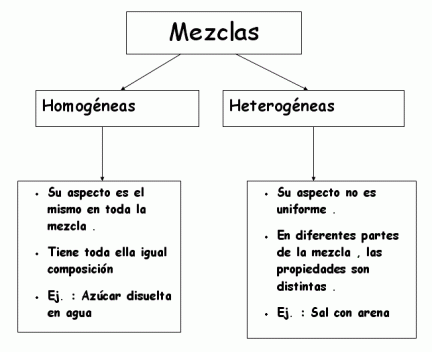 Mezclas
Homogéneas
Heterogéneas
• Su aspecto es el
mismo en toda la
mezcla .
• Tiene toda ella igual
composición
• Ej. : Azúcar disuelta
en agua
• Su aspecto no es
uniforme .
• En diferentes partes
de la mezcla , las
propiedades son
distintas .
• Ej. : Sal con arena